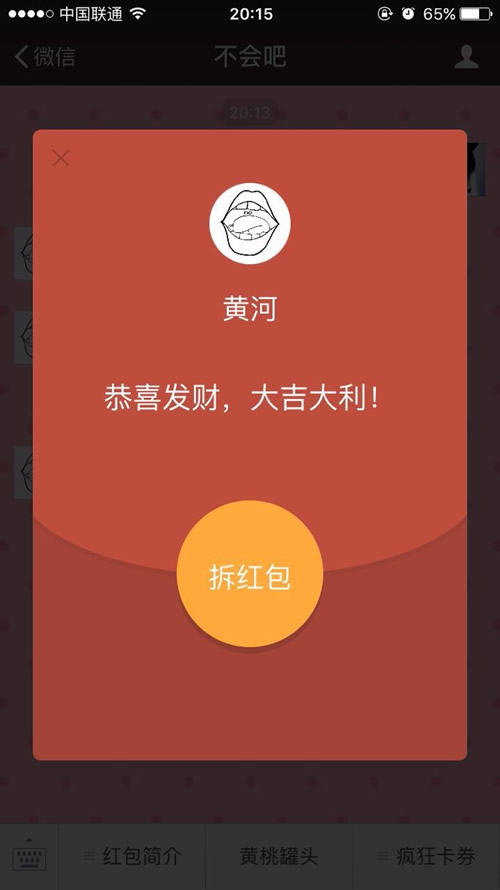 中国联通 20:15 65%
微信 不会吧
20:13
黄河
恭喜发财，大吉大利！
拆红包
红包简介 黄桃罐头 疯狂卡券